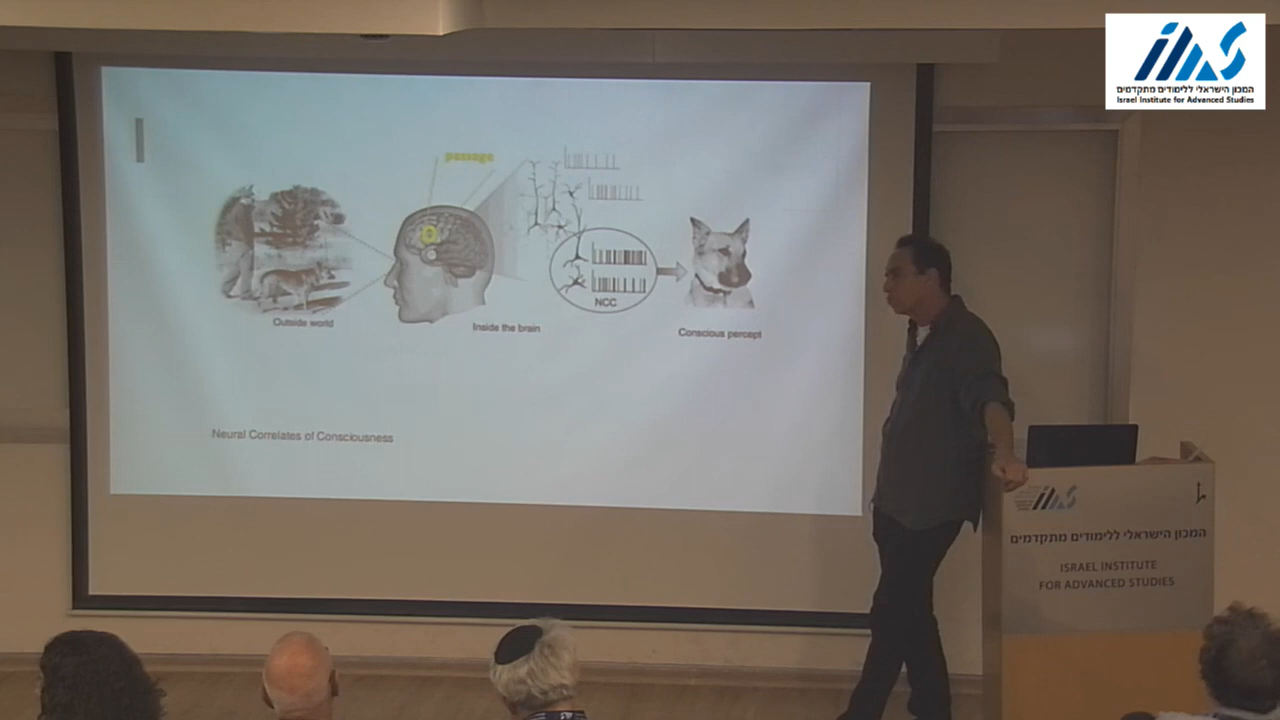 המכון הישראלי ללימודים מתקדמים
Israel Institute for Advanced Studies
passage
NCC
Outside world
Inside the brain
Conscious percept
Neural Correlates of Consciousness
המכון הישראלי ללימודים מתקדמים
ISRAEL INSTITUTE
FOR ADVANCED STUDIES